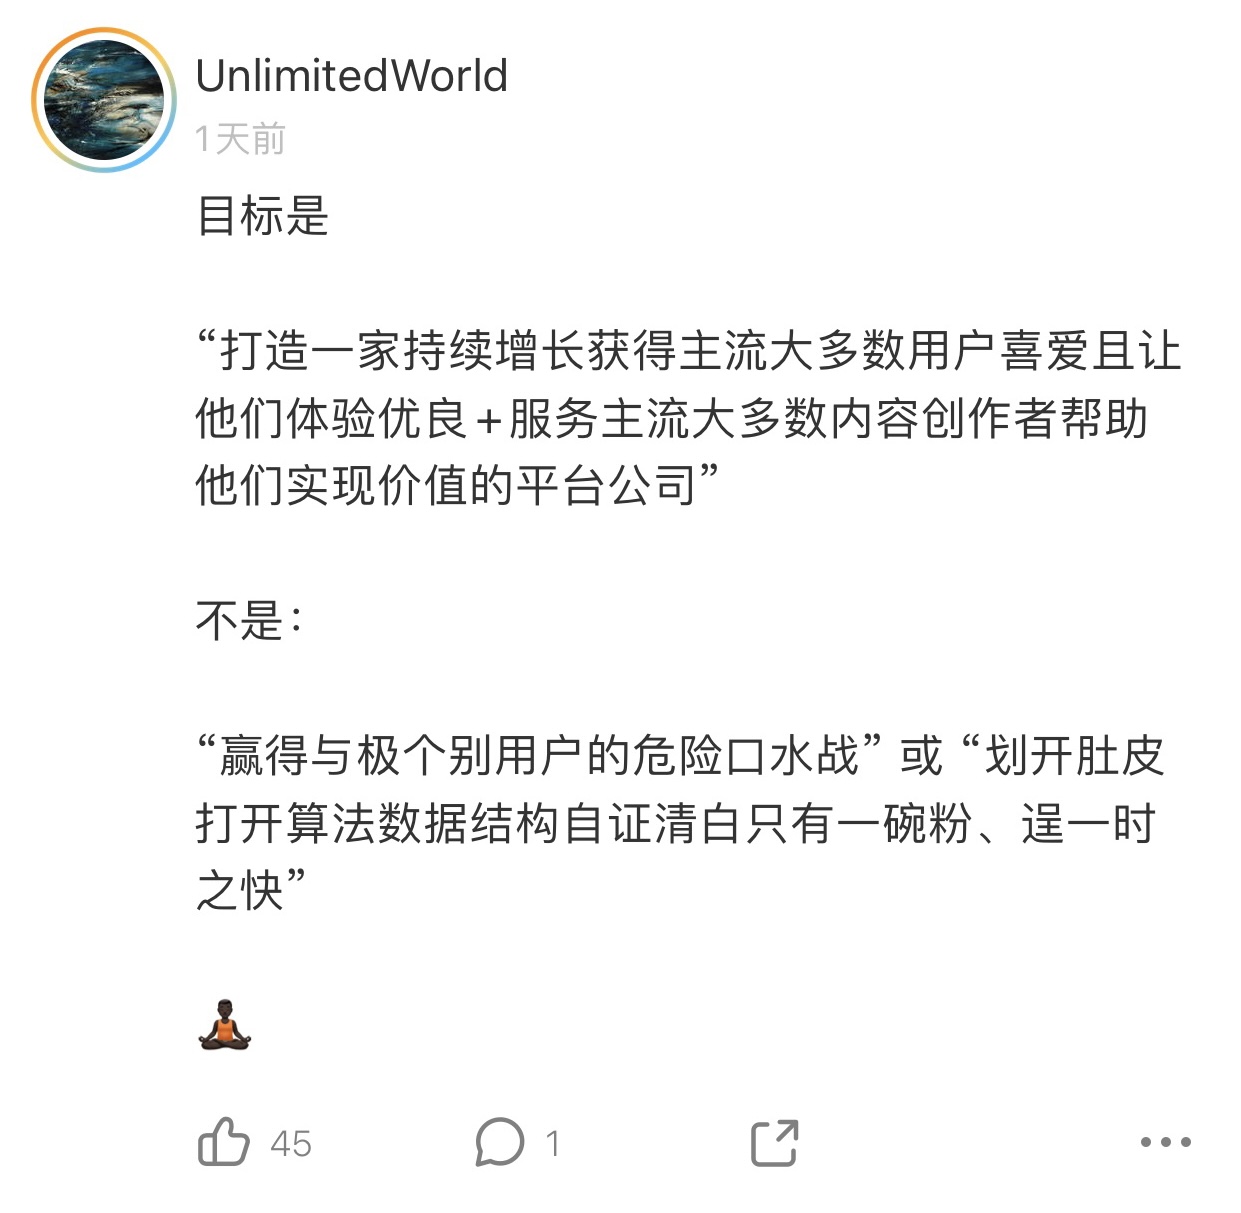 UnlimitedWorld
1天前
目标是
“打造一家持续增长获得主流大多数用户喜爱且让
他们体验优良+服务主流大多数内容创作者帮助
他们实现价值的平台公司”
不是：
“赢得与极个别用户的危险口水战” 或 “划开肚皮
打开算法数据结构自证清白只有一碗粉、逞一时
之快”
45
1